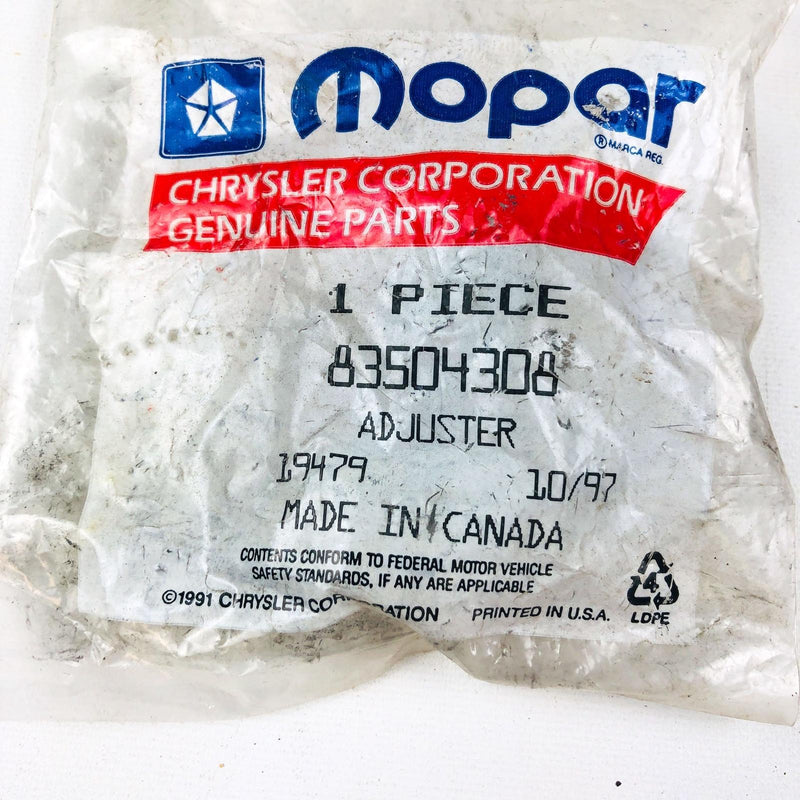 mopar
® MARCA REG.
CHRYSLER CORPORATION
GENUINE PARTS
1 PIECE
83504308
ADJUSTER
19479 10/97
MADE IN CANADA
CONTENTS CONFORM TO FEDERAL MOTOR VEHICLE
SAFETY STANDARDS, IF ANY ARE APPLICABLE
©1991 CHRYSLER CORPORATION PRINTED IN U.S.A.
4
LDPE